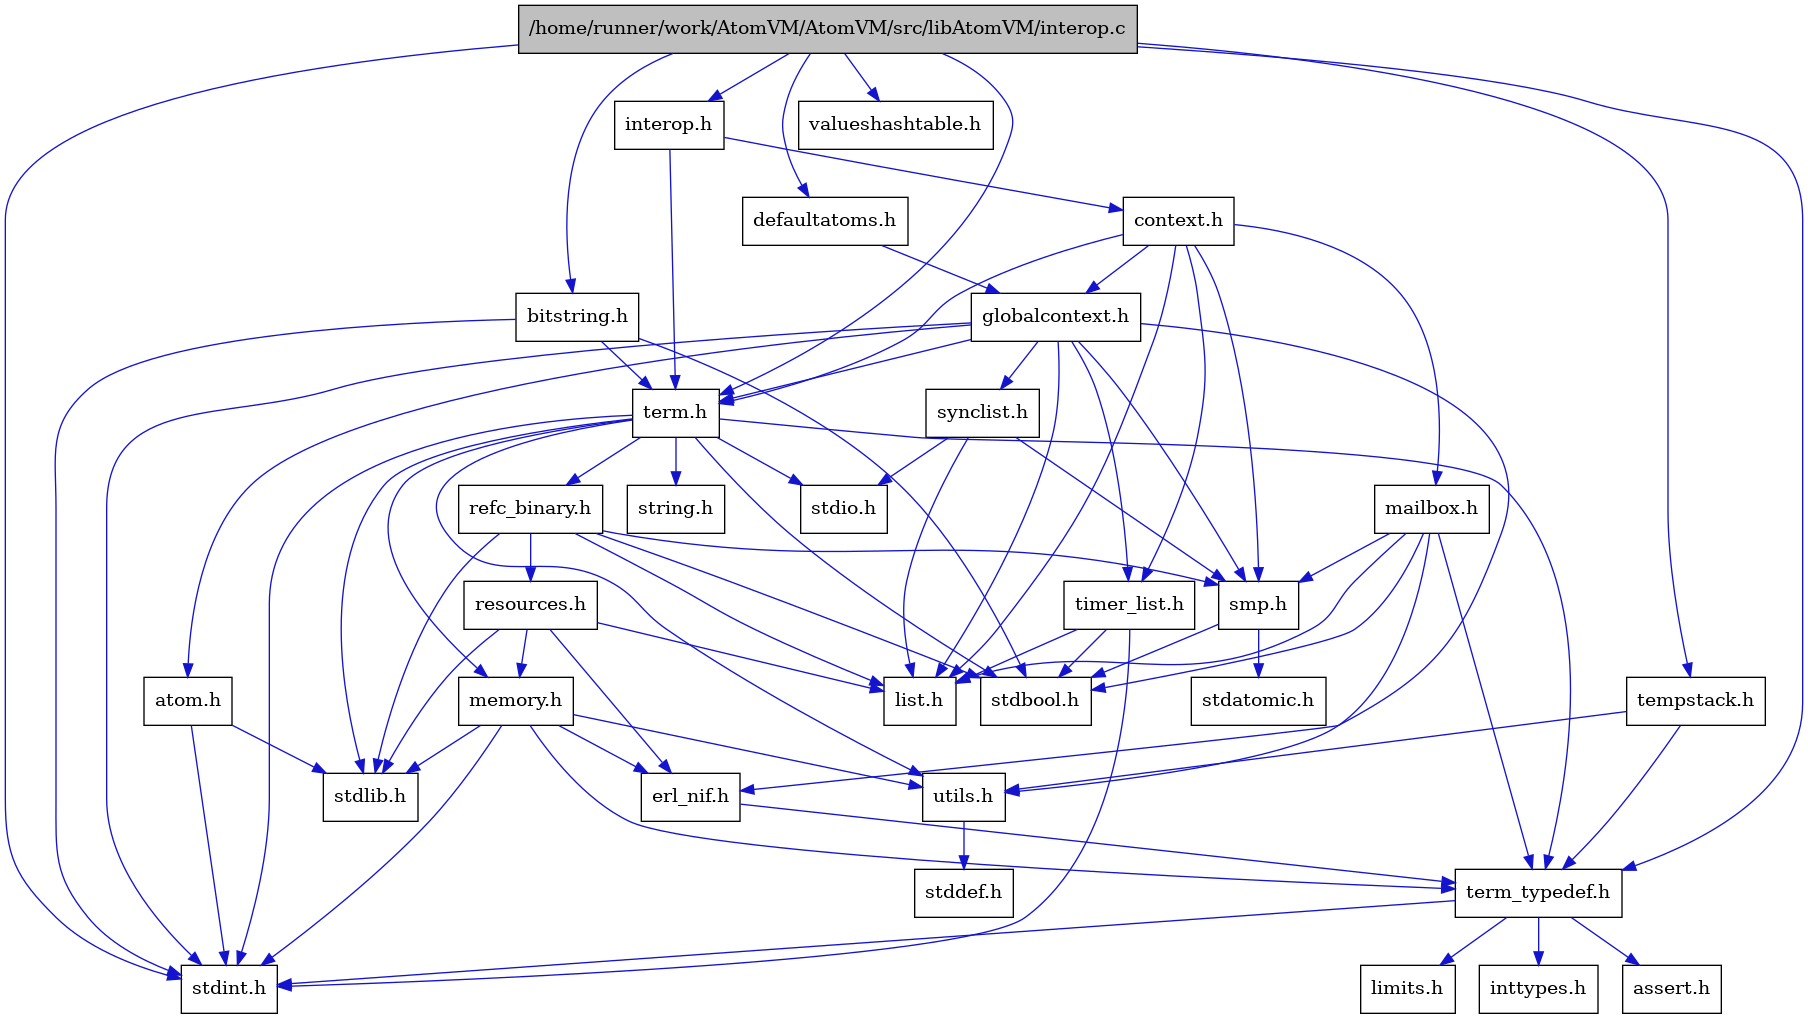 /home/runner/work/AtomVM/AtomVM/src/libAtomVM/interop.c
interop.h
valueshashtable.h
defaultatoms.h
context.h
bitstring.h
globalcontext.h
term.h
synclist.h
refc_binary.h
string.h
stdio.h
mailbox.h
resources.h
timer_list.h
smp.h
atom.h
memory.h
list.h
stdbool.h
stdatomic.h
tempstack.h
stdlib.h
erl_nif.h
utils.h
stddef.h
term_typedef.h
stdint.h
limits.h
inttypes.h
assert.h